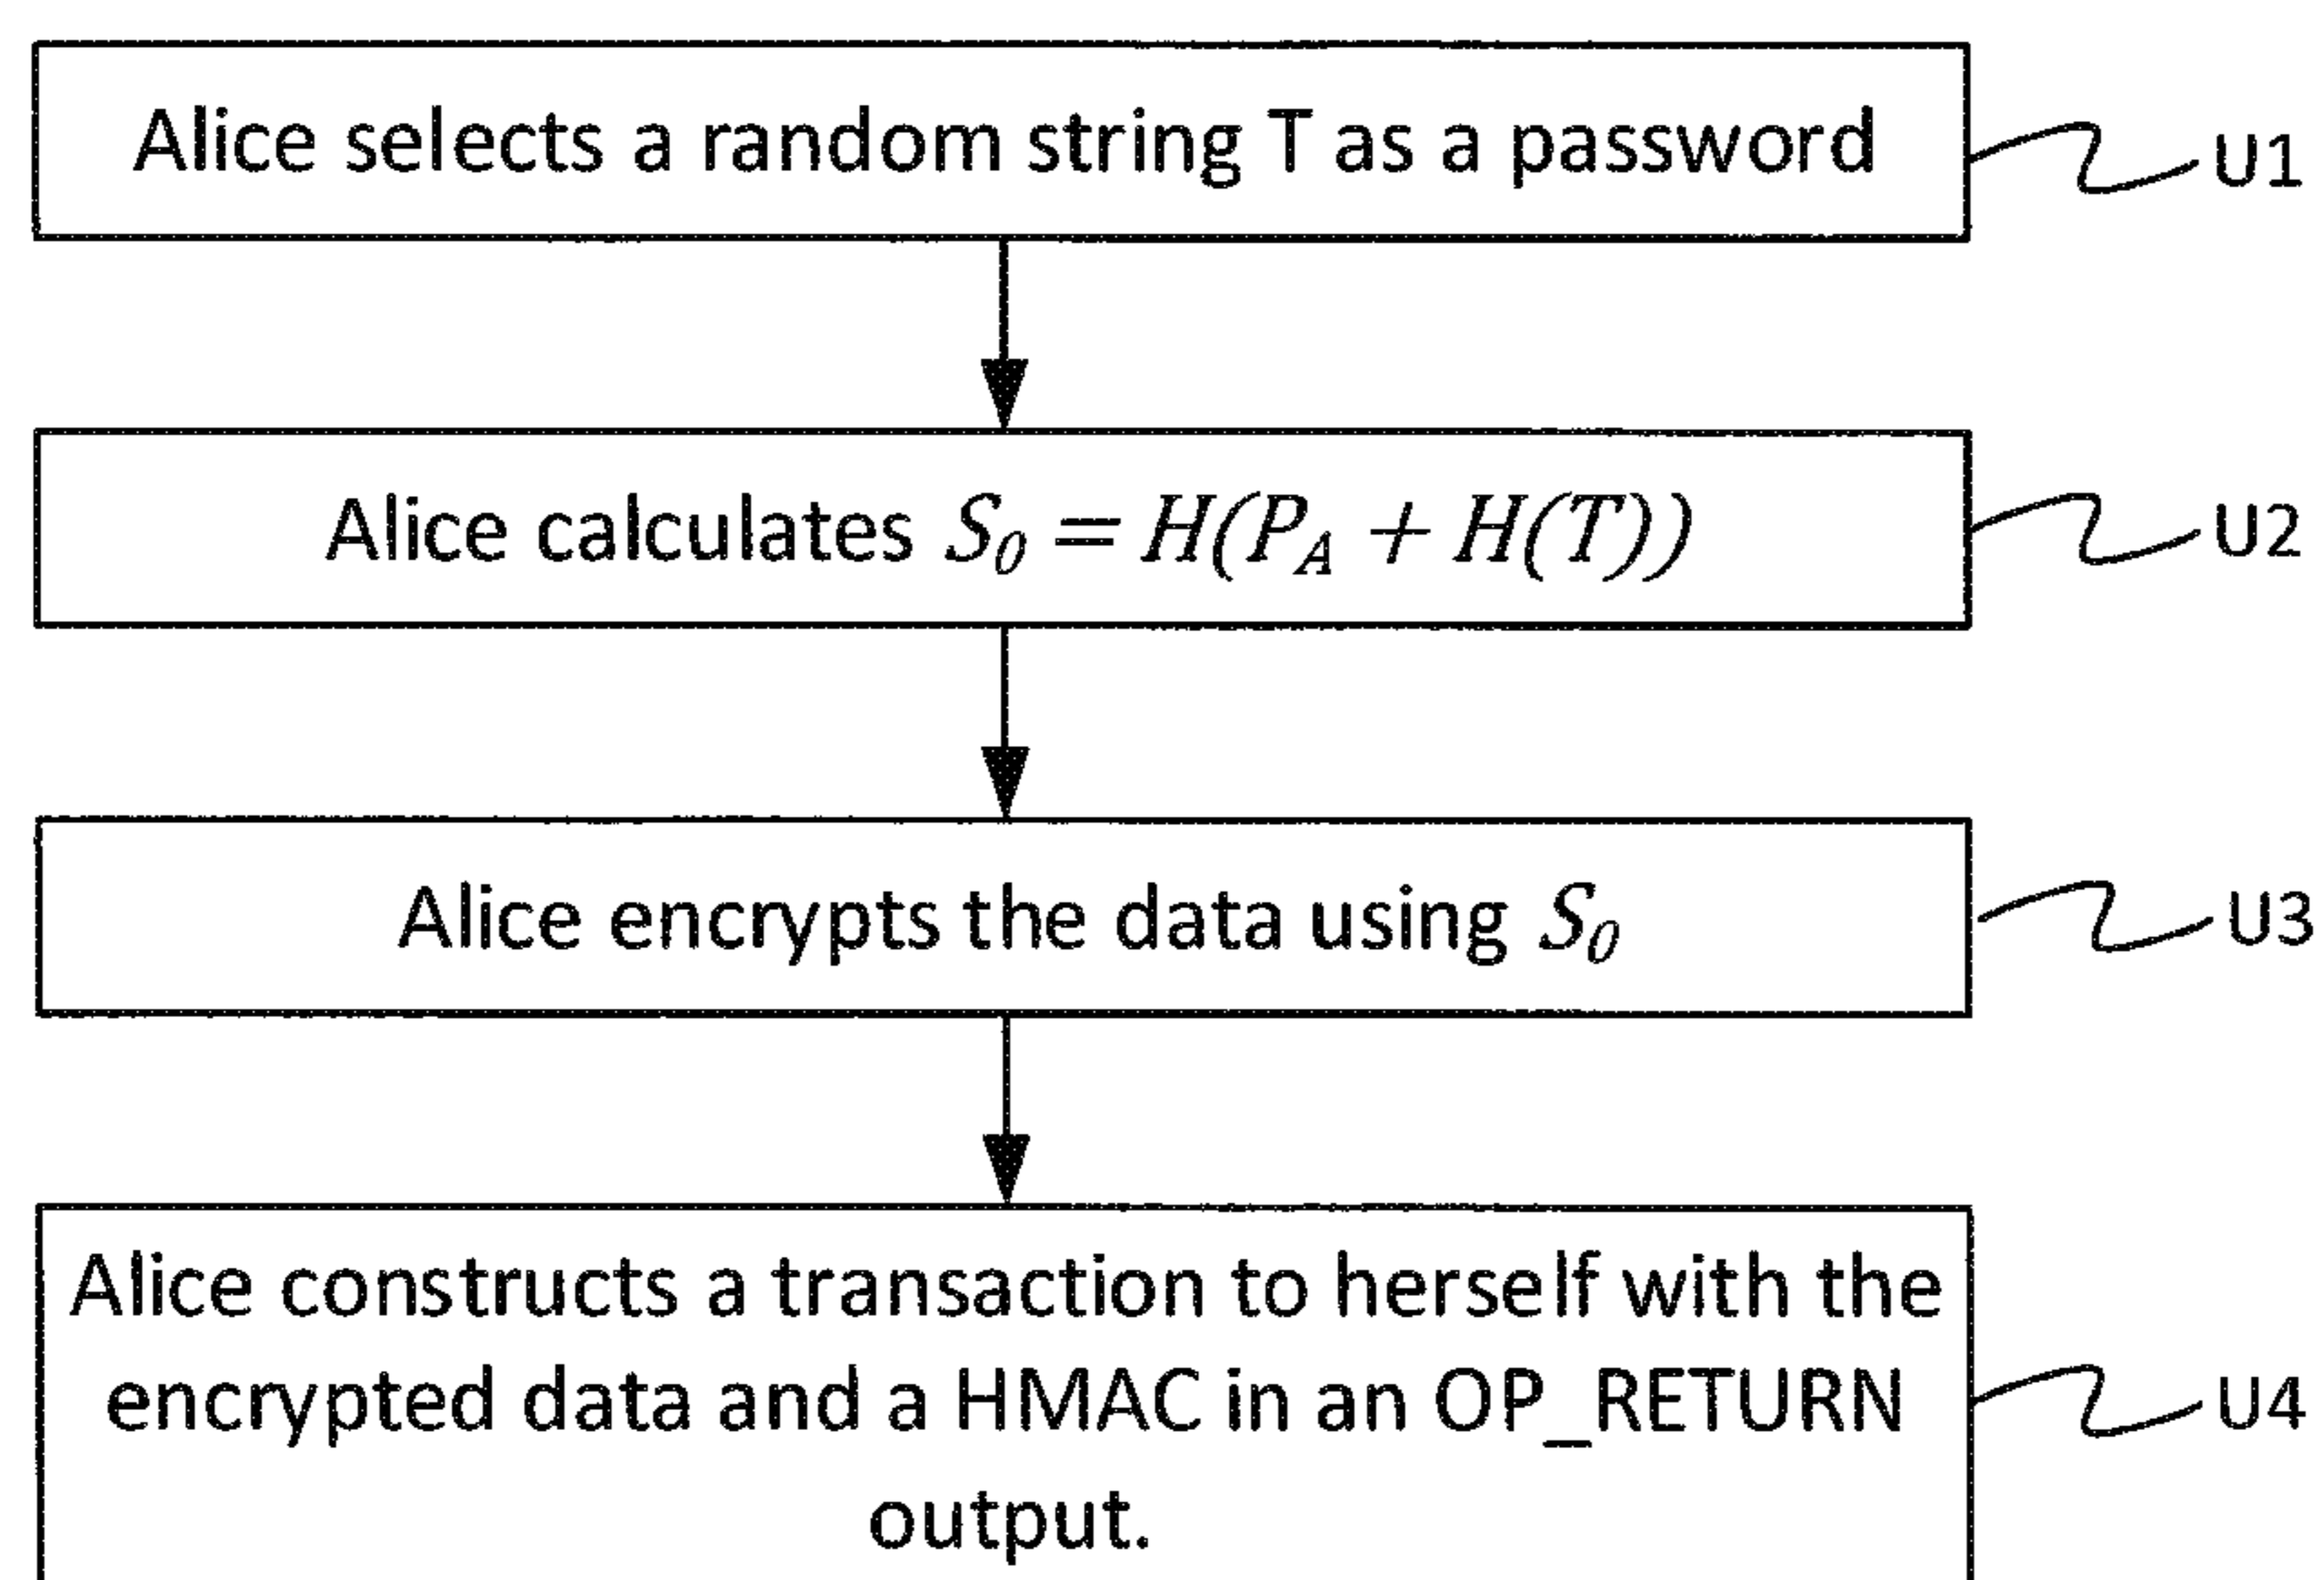 Alice selects a random string T as a password
U1
Alice calculates S₀ = H(P_A + H(T))
U2
Alice encrypts the data using S₀
U3
Alice constructs a transaction to herself with the
encrypted data and a HMAC in an OP_RETURN
U4
output.